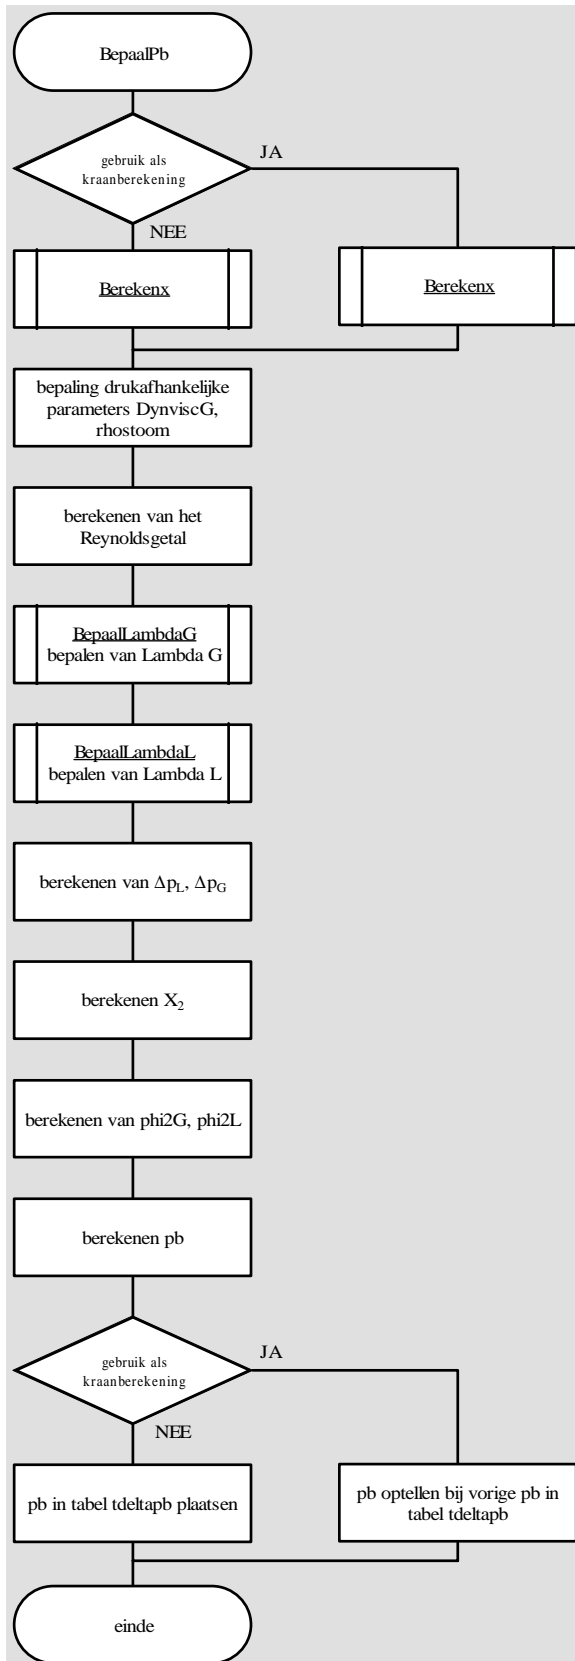 BepaalPb
gebruik als
kraanberekening
JA
NEE
Berekenx
Berekenx
bepaling drukafhankelijke
parameters DynviscG,
rhostoom
berekenen van het
Reynoldsgetal
BepaalLambdaG
bepalen van Lambda G
BepaalLambdaL
bepalen van Lambda L
berekenen van Δp_L, Δp_G
berekenen X_2
berekenen van phi2G, phi2L
berekenen pb
gebruik als
kraanberekening
JA
NEE
pb in tabel tdeltapb plaatsen
pb optellen bij vorige pb in
tabel tdeltapb
einde